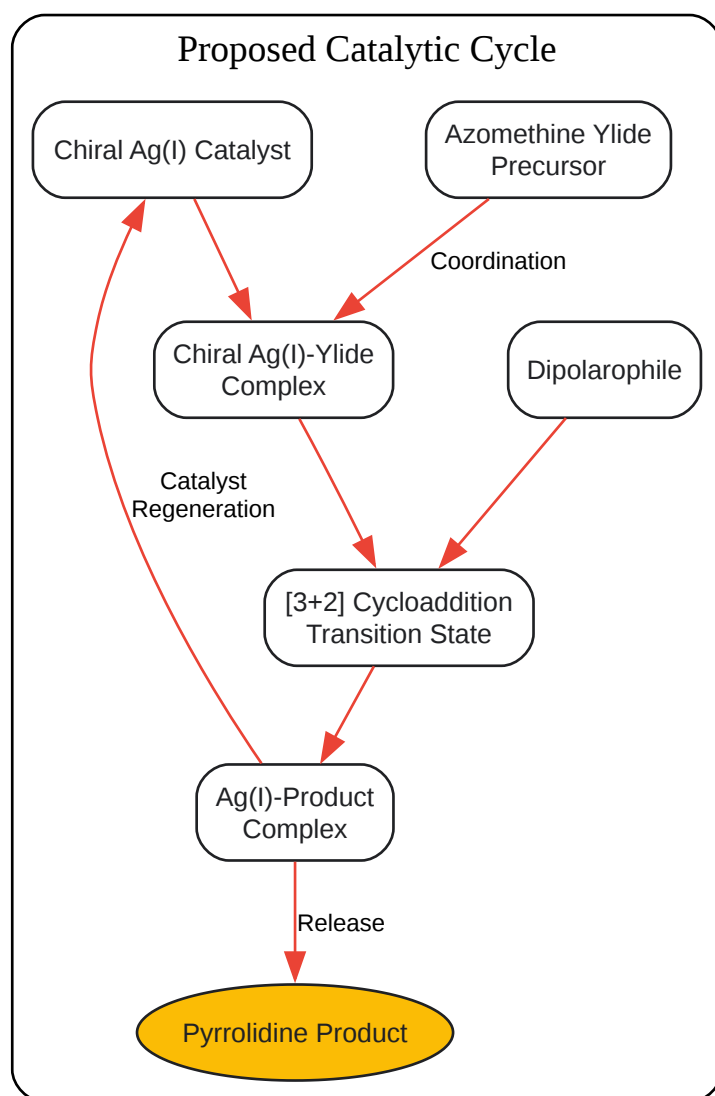 Proposed Catalytic Cycle
Chiral Ag(I) Catalyst
Azomethine Ylide
Precursor
Coordination
Chiral Ag(I)-Ylide
Complex
Dipolarophile
Catalyst
Regeneration
[3+2] Cycloaddition
Transition State
Ag(I)-Product
Complex
Release
Pyrrolidine Product